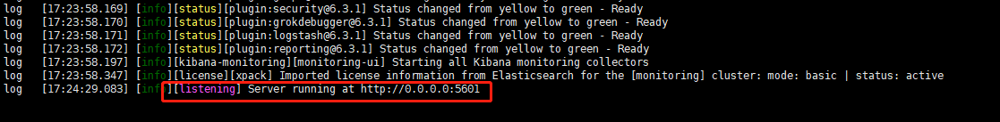 log [17:23:58.169] [info][status][plugin:security@6.3.1] Status changed from yellow to green - Ready
log [17:23:58.170] [info][status][plugin:grokdebugger@6.3.1] Status changed from yellow to green - Ready
log [17:23:58.171] [info][status][plugin:logstash@6.3.1] Status changed from yellow to green - Ready
log [17:23:58.172] [info][status][plugin:reporting@6.3.1] Status changed from yellow to green - Ready
log [17:23:58.197] [info][kibana-monitoring][monitoring-ui] Starting all Kibana monitoring collectors
log [17:23:58.347] [info][license][xpack] Imported license information from Elasticsearch for the [monitoring] cluster: mode: basic | status: active
log [17:24:29.083] [info][listening] Server running at http://0.0.0.0:5601